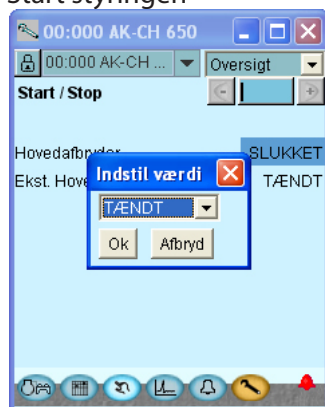 Start styringen
00:000 AK-CH 650
00:000 AK-CH ... Oversigt
Start / Stop
Hovedafbryder SLUKKET
Ekst. Hove TÆNDT
Indstil værdi
TÆNDT
Ok Afbryd